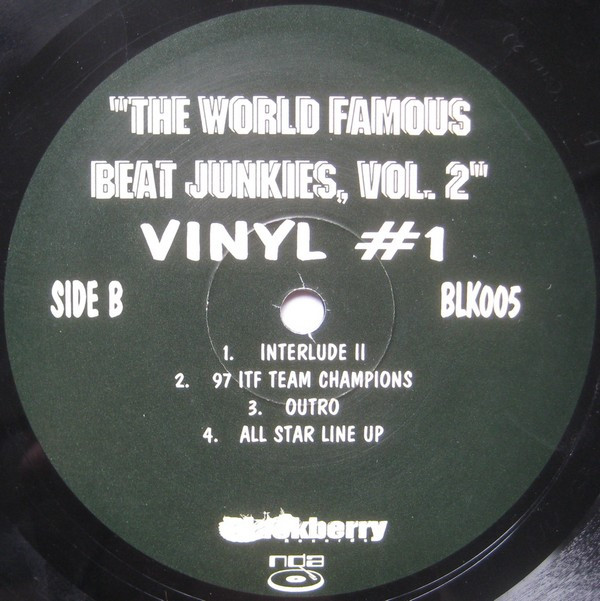 "THE WORLD FAMOUS
BEAT JUNKIES, VOL. 2"
VINYL #1
SIDE B
BLK005
1. INTERLUDE II
2. 97 ITF TEAM CHAMPIONS
3. OUTRO
4. ALL STAR LINE UP
nda